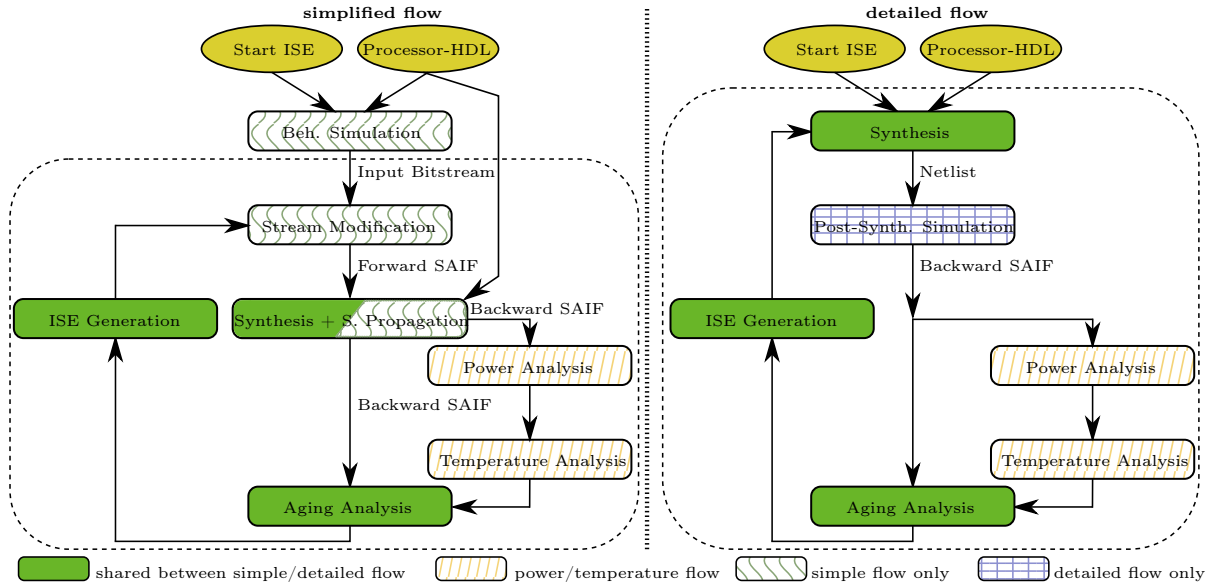 simplified flow
Start ISE
Processor-HDL
Beh. Simulation
Input Bitstream
Stream Modification
Forward SAIF
ISE Generation
Synthesis + S. Propagation
Backward SAIF
Power Analysis
Backward SAIF
Temperature Analysis
Aging Analysis
detailed flow
Start ISE
Processor-HDL
Synthesis
Netlist
Post-Synth. Simulation
Backward SAIF
ISE Generation
Power Analysis
Temperature Analysis
Aging Analysis
shared between simple/detailed flow
power/temperature flow
simple flow only
detailed flow only